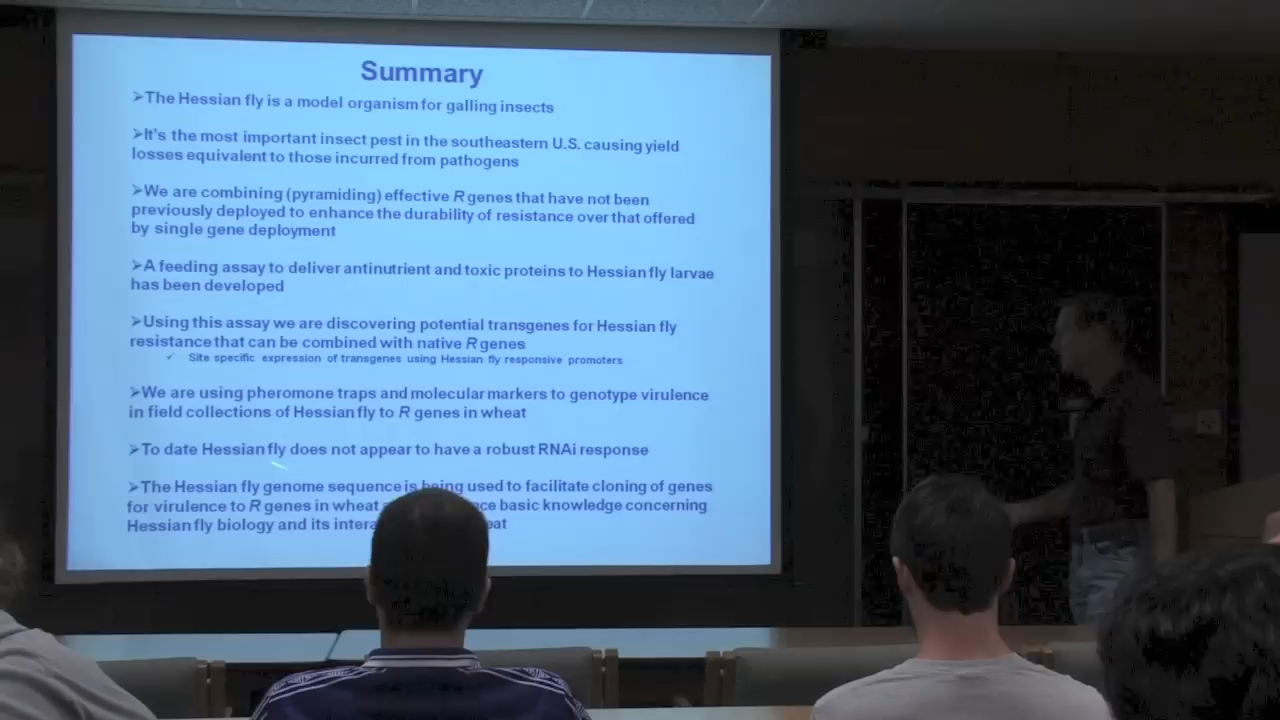 Summary
➢The Hessian fly is a model organism for galling insects
➢It's the most important insect pest in the southeastern U.S. causing yield
losses equivalent to those incurred from pathogens
➢We are combining (pyramiding) effective R genes that have not been
previously deployed to enhance the durability of resistance over that offered
by single gene deployment
➢A feeding assay to deliver antinutrient and toxic proteins to Hessian fly larvae
has been developed
➢Using this assay we are discovering potential transgenes for Hessian fly
resistance that can be combined with native R genes
✓ Site specific expression of transgenes using Hessian fly responsive promoters
➢We are using pheromone traps and molecular markers to genotype virulence
in field collections of Hessian fly to R genes in wheat
➢To date Hessian fly does not appear to have a robust RNAi response
➢The Hessian fly genome sequence is being used to facilitate cloning of genes
for virulence to R genes in wheat basic knowledge concerning
Hessian fly biology and its